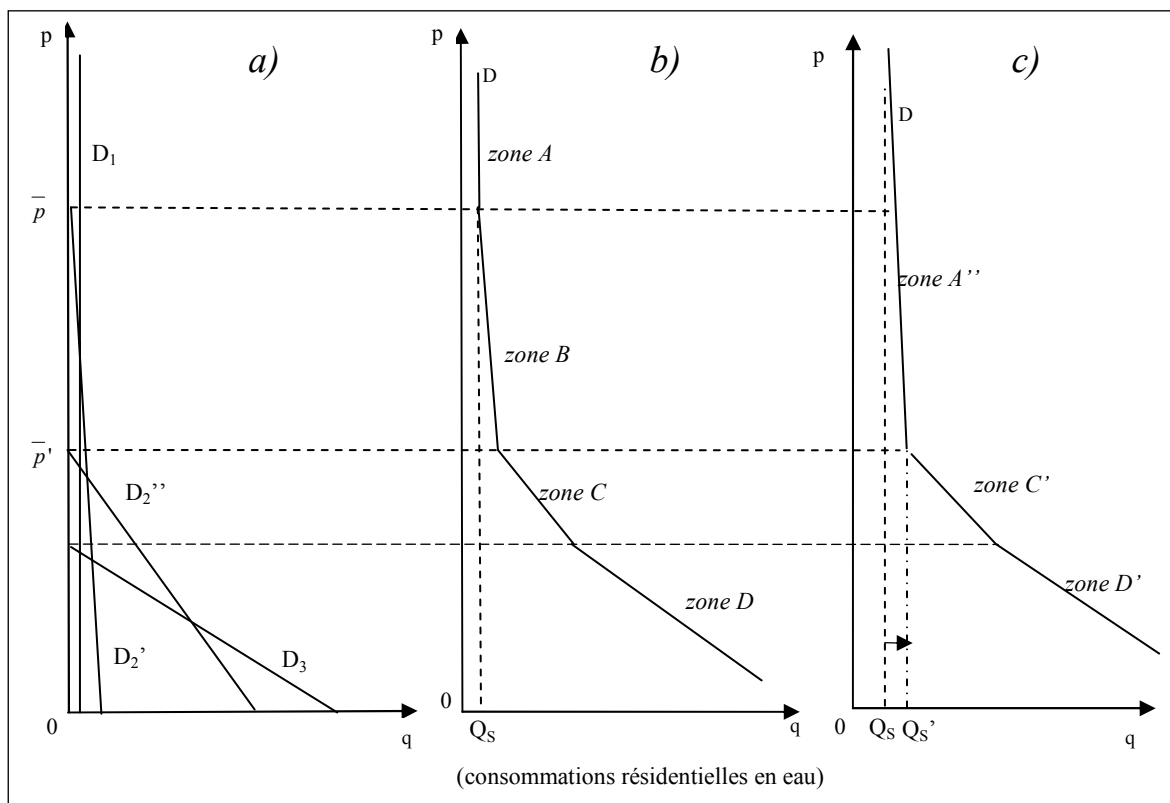 a)
p
D₁
p̅
p̅'
D₂''
D₂'
D₃
0
q
b)
p
D
zone A
zone B
zone C
zone D
0
Q_S
q
c)
p
D
zone A''
zone C'
zone D'
0
Q_S
Q_S'
q
(consommations résidentielles en eau)